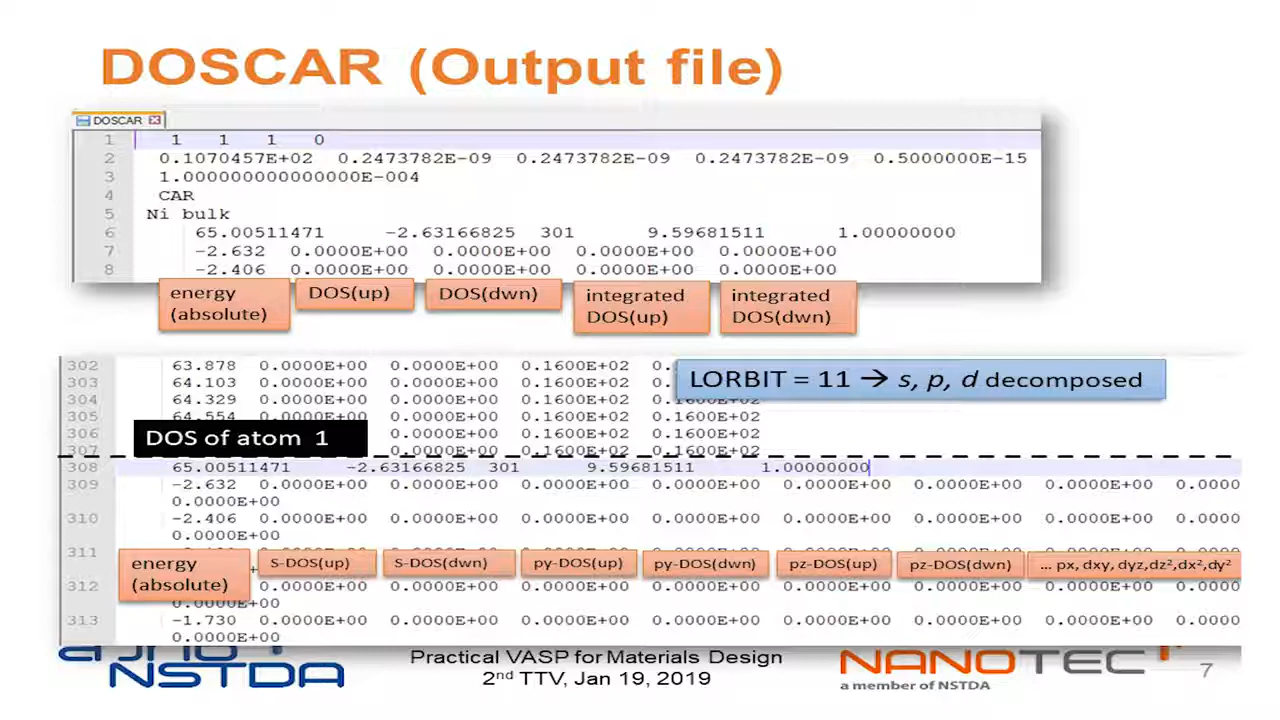 DOSCAR (Output file)
DOSCAR
1 1 1 1 0
2 0.1070457E+02 0.2473782E-09 0.2473782E-09 0.2473782E-09 0.5000000E-15
3 1.000000000000000E-004
4 CAR
5 Ni bulk
6 65.00511471 -2.63166825 301 9.59681511 1.00000000
7 -2.632 0.0000E+00 0.0000E+00 0.0000E+00 0.0000E+00
8 -2.406 0.0000E+00 0.0000E+00 0.0000E+00 0.0000E+00
energy (absolute) DOS(up) DOS(dwn) integrated DOS(up) integrated DOS(dwn)
302 63.878 0.0000E+00 0.0000E+00 0.1600E+02 0.
LORBIT = 11 → s, p, d decomposed
303 64.103 0.0000E+00 0.0000E+00 0.1600E+02
304 64.329 0.0000E+00 0.0000E+00 0.1600E+02 0.1600E+02
305 64.554 0.0000E+00 0.0000E+00 0.1600E+02 0.1600E+02
306 0.0000E+00 0.1600E+02 0.1600E+02
DOS of atom 1
307 0.0000E+00 0.1600E+02 0.1600E+02
308 65.00511471 -2.63166825 301 9.59681511 1.00000000
309 -2.632 0.0000E+00 0.0000E+00 0.0000E+00 0.0000E+00 0.0000E+00 0.0000E+00 0.0000E+00 0.0000
0.0000E+00
310 -2.406 0.0000E+00 0.0000E+00 0.0000E+00 0.0000E+00 0.0000E+00 0.0000E+00 0.0000E+00 0.0000
0.0000E+00
311
energy (absolute) S-DOS(up) S-DOS(dwn) py-DOS(up) py-DOS(dwn) pz-DOS(up) pz-DOS(dwn) ... px, dxy, dyz, dz²,dx²,dy²
312 0.0000E+00 0.0000E+00 0.0000E+00 0.0000E+00 0.0000E+00 0.0000E+00 0.0000E+00 0.0000
0.0000E+00
313 -1.730 0.0000E+00 0.0000E+00 0.0000E+00 0.0000E+00 0.0000E+00 0.0000E+00 0.0000E+00 0.0000
0.0000E+00
NSTDA
Practical VASP for Materials Design
2nd TTV, Jan 19, 2019
NANOTEC
a member of NSTDA
7